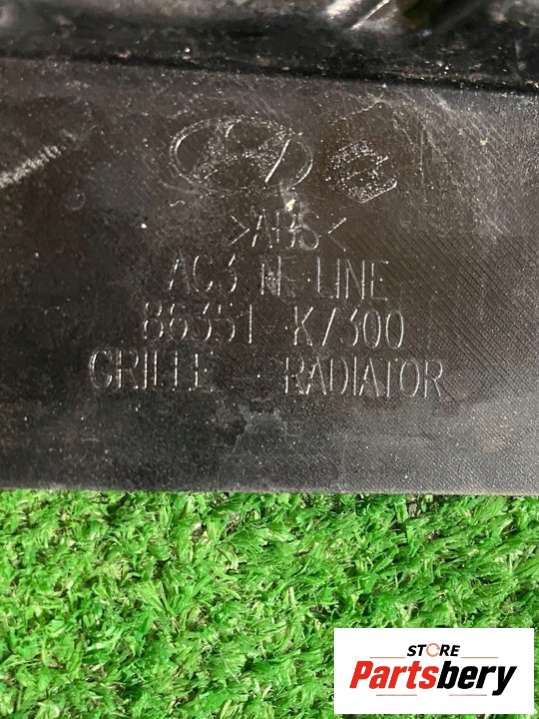 >ABS<
AC3 N LINE
86351 K7300
GRILLE - RADIATOR
STORE
Partsbery